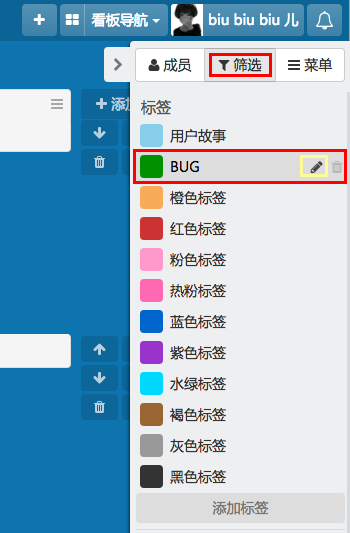 看板导航 biu biu biu 儿
成员 筛选 菜单
标签
添加
用户故事
BUG
橙色标签
红色标签
粉色标签
热粉标签
蓝色标签
紫色标签
水绿标签
褐色标签
灰色标签
黑色标签
添加标签